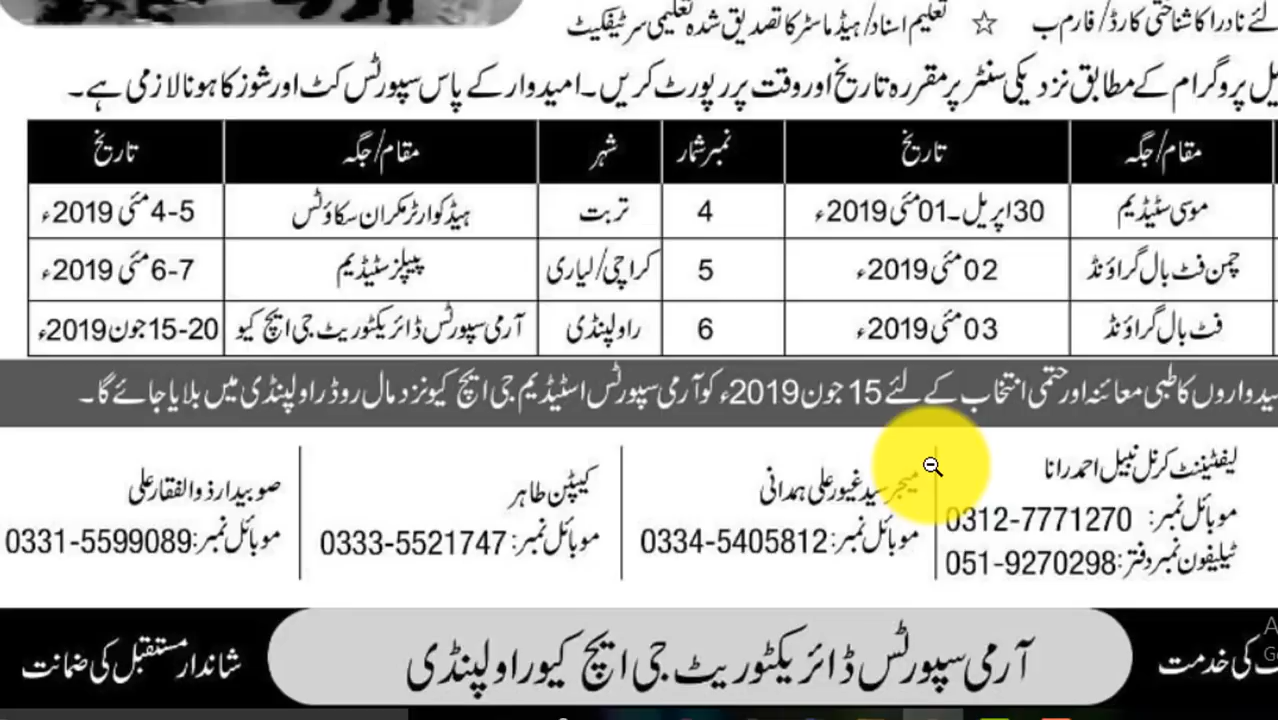 لئے نادرا کا شناختی کارڈ/فارم ب ☆ تعلیم اسناد/ہیڈ ماسٹر کا تصدیق شدہ تعلیمی سرٹیفکیٹ
پروگرام کے مطابق نزدیکی سنٹر پر مقررہ تاریخ اور وقت پر رپورٹ کریں۔ امیدوار کے پاس سپورٹس کٹ اور شوز کا ہونا لازمی ہے۔
مقام/جگہ تاریخ نمبر شمار شہر مقام/جگہ تاریخ
موسی سٹیڈیم 30 اپریل۔01 مئی 2019ء 4 تربت ہیڈ کوارٹر مکران سکاؤٹس 4-5 مئی 2019ء
چمن فٹ بال گراؤنڈ 02 مئی 2019ء 5 کراچی/لیاری پیپلز سٹیڈیم 6-7 مئی 2019ء
فٹ بال گراؤنڈ 03 مئی 2019ء 6 راولپنڈی آرمی سپورٹس ڈائریکٹوریٹ جی ایچ کیو 15-20 جون 2019ء
کا طبی معائنہ اور حتمی انتخاب کے لئے 15 جون 2019ء کو آرمی سپورٹس اسٹیڈیم جی ایچ کیو نزد مال روڈ راولپنڈی میں بلایا جائے گا۔
لیفٹیننٹ کرنل نبیل احمد رانا
موبائل نمبر: 0312-7771270
ٹیلیفون نمبر دفتر: 051-9270298
میجر سید غیور علی ہمدانی
موبائل نمبر: 0334-5405812
کیپٹن طاہر
موبائل نمبر: 0333-5521747
صوبیدار ذوالفقار علی
موبائل نمبر: 0331-5599089
کی خدمت
آرمی سپورٹس ڈائریکٹوریٹ جی ایچ کیو راولپنڈی
شاندار مستقبل کی ضمانت